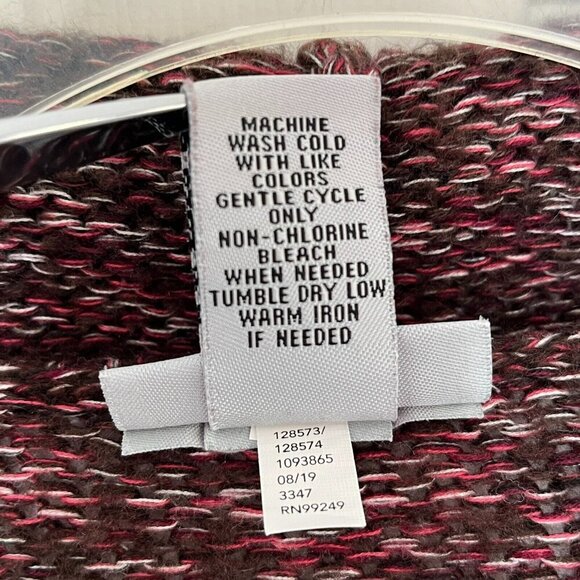 MACHINE
WASH COLD
WITH LIKE
COLORS
GENTLE CYCLE
ONLY
NON-CHLORINE
BLEACH
WHEN NEEDED
TUMBLE DRY LOW
WARM IRON
IF NEEDED
128573/
128574
1093865
08/19
3347
RN99249